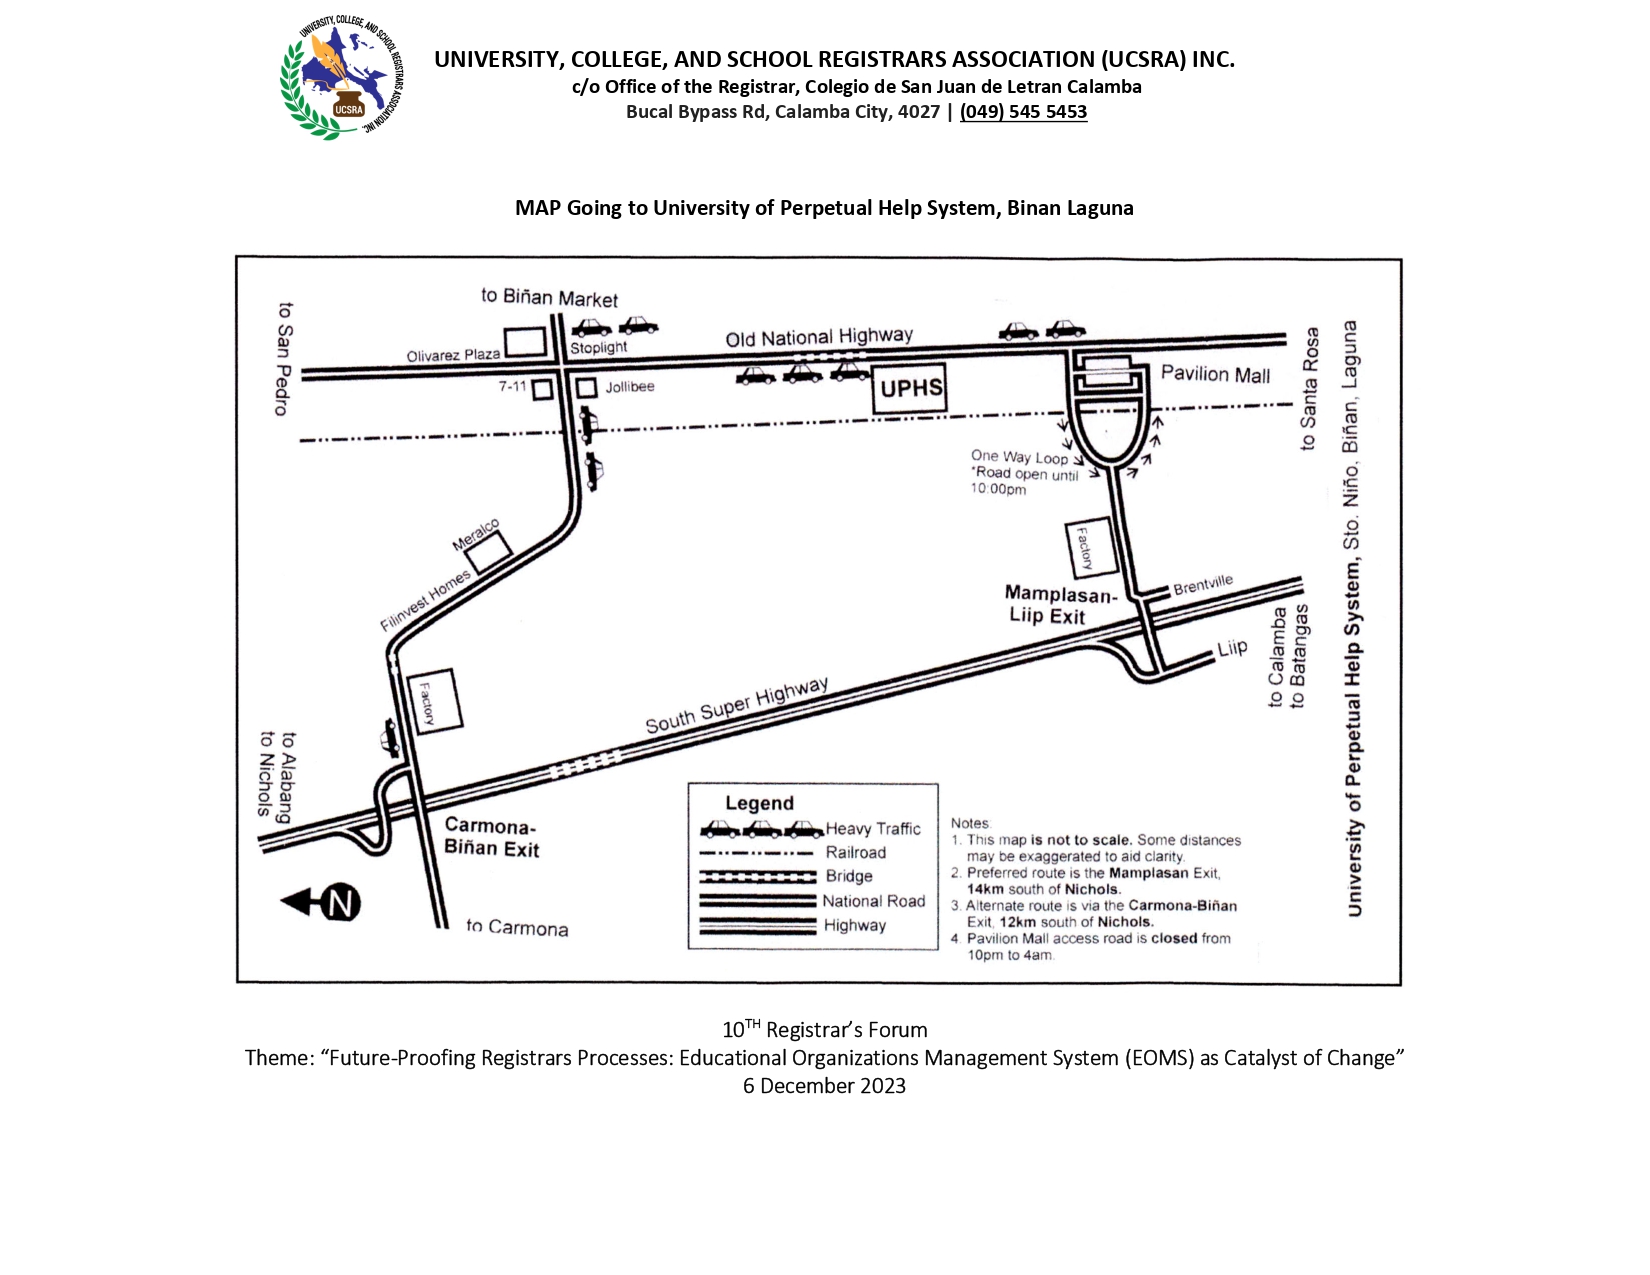 UNIVERSITY, COLLEGE, AND SCHOOL REGISTRARS ASSOCIATION INC.
UCSRA
UNIVERSITY, COLLEGE, AND SCHOOL REGISTRARS ASSOCIATION (UCSRA) INC.
c/o Office of the Registrar, Colegio de San Juan de Letran Calamba
Bucal Bypass Rd, Calamba City, 4027 | (049) 545 5453
MAP Going to University of Perpetual Help System, Binan Laguna
to San Pedro
to Biñan Market
Olivarez Plaza
Stoplight
Old National Highway
7-11
Jollibee
UPHS
Pavilion Mall
to Santa Rosa
One Way Loop
*Road open until
10:00pm
Meralco
Filinvest Homes
Factory
Factory
Mamplasan-
Liip Exit
Brentville
Liip
to Calamba
to Batangas
South Super Highway
to Alabang
to Nichols
Carmona-
Biñan Exit
N
to Carmona
Legend
Heavy Traffic
Railroad
Bridge
National Road
Highway
Notes:
1. This map is not to scale. Some distances
may be exaggerated to aid clarity.
2. Preferred route is the Mamplasan Exit,
14km south of Nichols.
3. Alternate route is via the Carmona-Biñan
Exit, 12km south of Nichols.
4. Pavilion Mall access road is closed from
10pm to 4am.
University of Perpetual Help System, Sto. Niño, Biñan, Laguna
10TH Registrar’s Forum
Theme: “Future-Proofing Registrars Processes: Educational Organizations Management System (EOMS) as Catalyst of Change”
6 December 2023